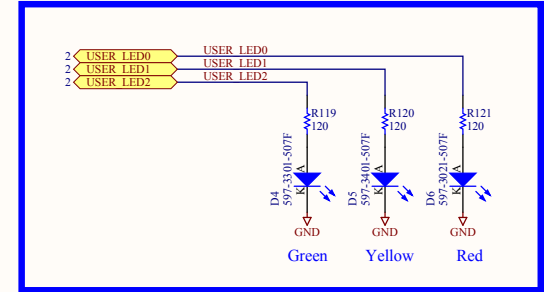 2 USER_LED0 USER_LED0
2 USER_LED1 USER_LED1
2 USER_LED2 USER_LED2
R119 R120 R121
120 120 120
A A A
K K K
D4 D5 D6
597-3301-507F 597-3401-507F 597-3021-507F
GND GND GND
Green Yellow Red